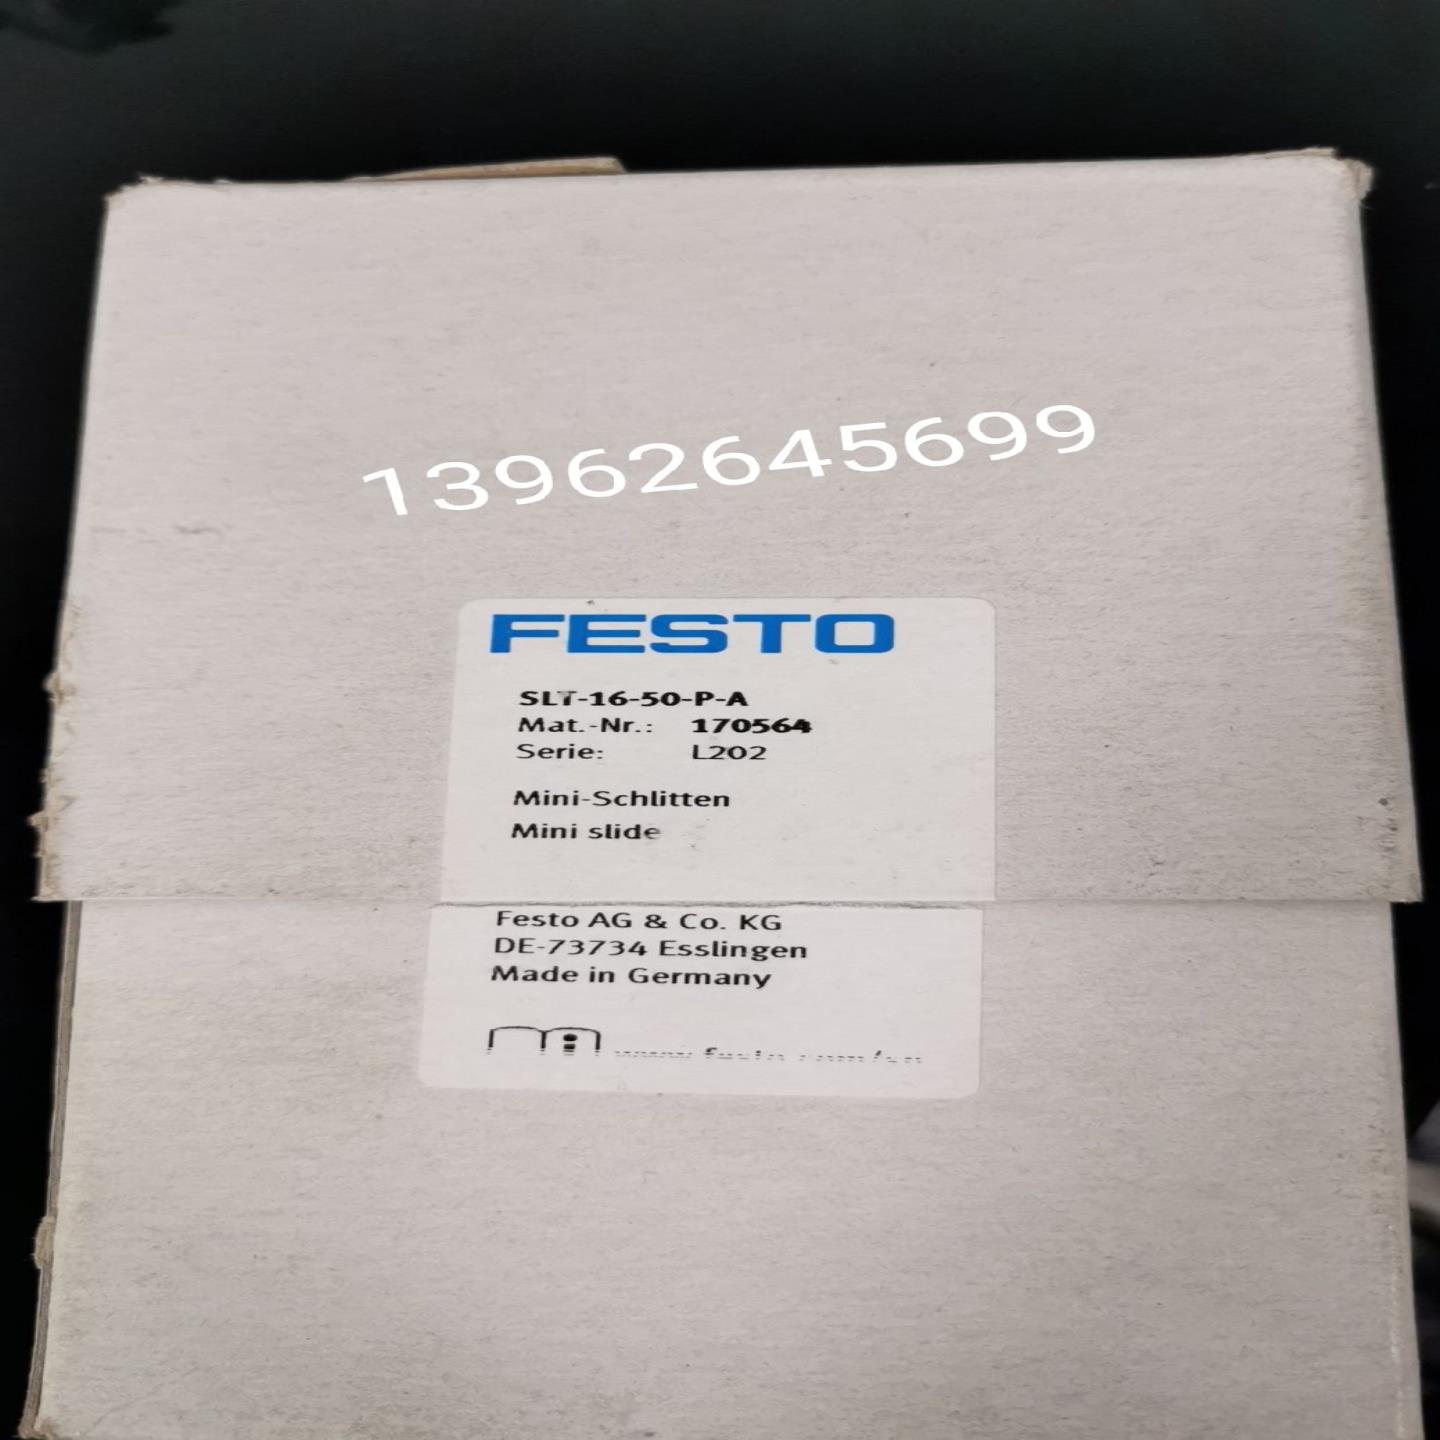 13962645699
FESTO
SLT-16-50-P-A
Mat.-Nr.: 170564
Serie: L202
Mini-Schlitten
Mini slide
Festo AG & Co. KG
DE-73734 Esslingen
Made in Germany